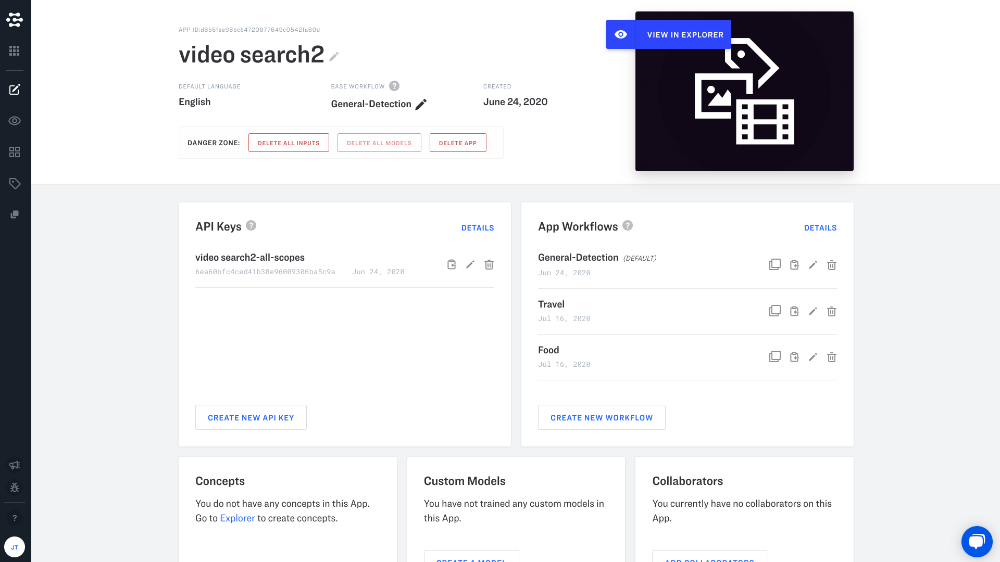 VIEW IN EXPLORER
video search2
DEFAULT LANGUAGE
BASE WORKFLOW ?
CREATED
English
General-Detection
June 24, 2020
DANGER ZONE:
DELETE ALL INPUTS
DELETE ALL MODELS
DELETE APP
API Keys ?
DETAILS
video search2-all-scopes
Jun 24, 2020
CREATE NEW API KEY
App Workflows ?
DETAILS
General-Detection (DEFAULT)
Jun 24, 2020
Travel
Jul 16, 2020
Food
Jul 16, 2020
CREATE NEW WORKFLOW
Concepts
You do not have any concepts in this App.
Go to Explorer to create concepts.
Custom Models
You have not trained any custom models in
this App.
CREATE A MODEL
Collaborators
You currently have no collaborators on this
App.
ADD COLLABORATORS
?
JT